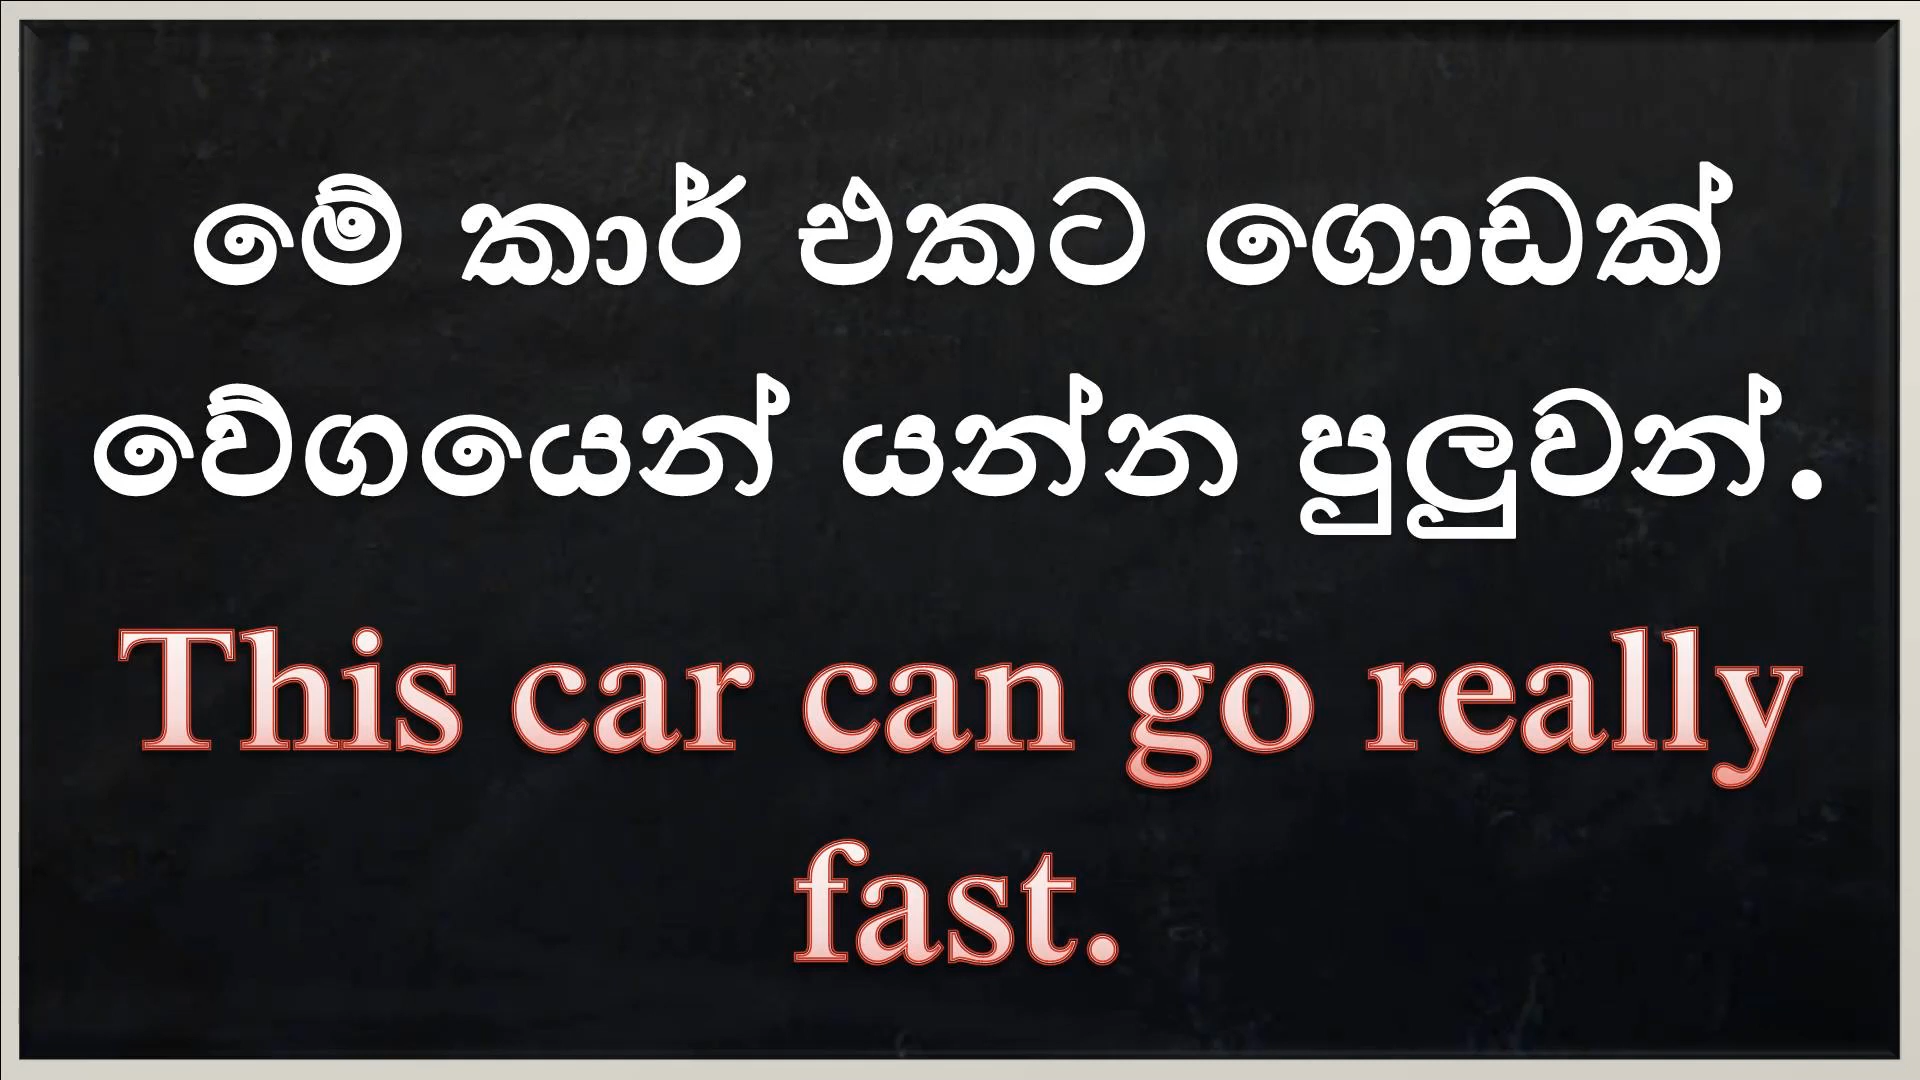 මේ කාර් එකට ගොඩක්
වේගයෙන් යන්න පුලුවන්.
This car can go really
fast.